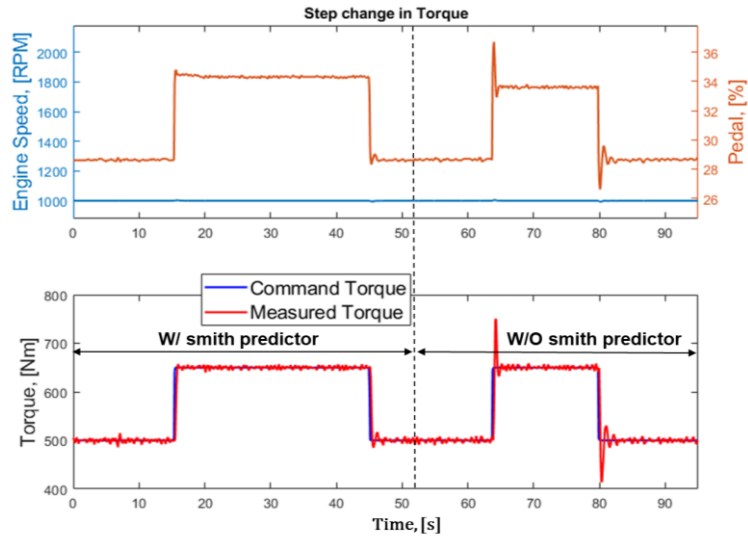 Step change in Torque
Engine Speed, [RPM]
2000
1800
1600
1400
1200
1000
36
34
32
30
28
26
Pedal, [%]
0 10 20 30 40 50 60 70 80 90
Command Torque
Measured Torque
W/ smith predictor
W/O smith predictor
Torque, [Nm]
800
700
600
500
400
0 10 20 30 40 50 60 70 80 90
Time, [s]